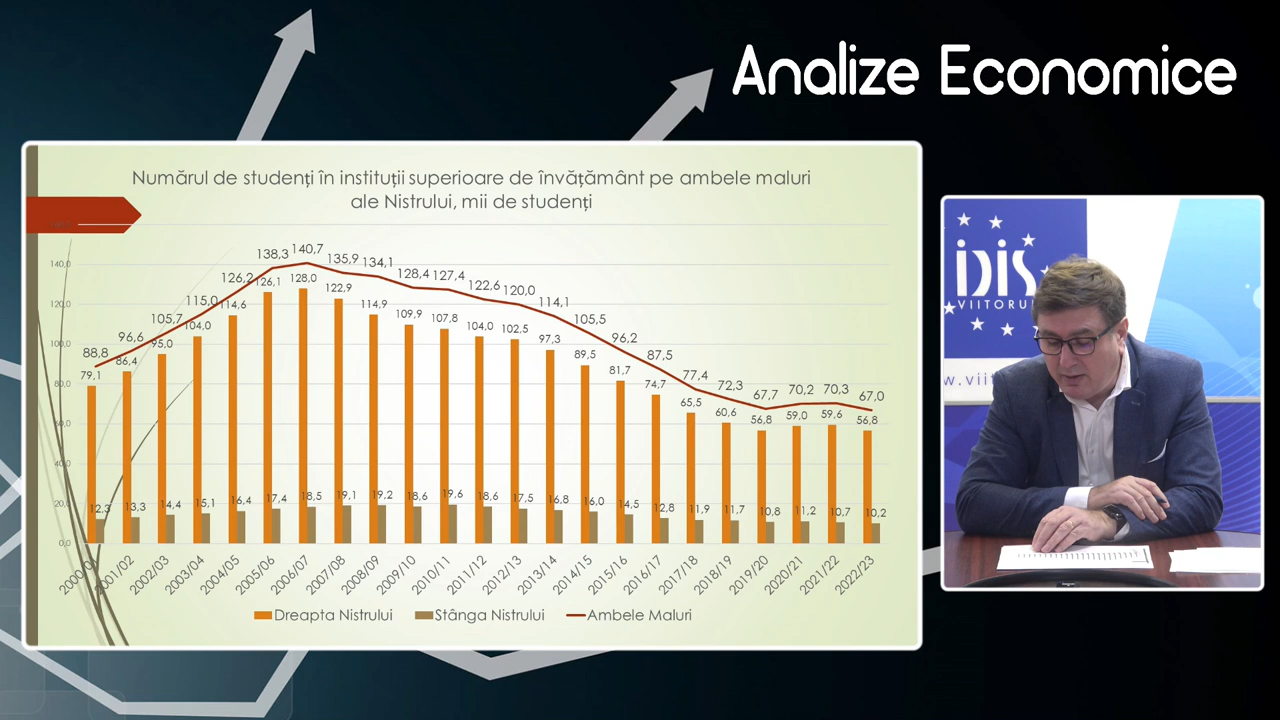 Analize Economice
Numărul de studenți în instituții superioare de învățământ pe ambele maluri
ale Nistrului, mii de studenți
140,0
120,0
100,0
80,0
60,0
40,0
20,0
0,0
88,8 96,6 105,7 115,0 126,2 138,3 140,7 135,9 134,1 128,4 127,4 122,6 120,0 114,1 105,5 96,2 87,5 77,4 72,3 67,7 70,2 70,3 67,0
79,1 86,4 95,0 104,0 114,6 126,1 128,0 122,9 114,9 109,9 107,8 104,0 102,5 97,3 89,5 81,7 74,7 65,5 60,6 56,8 59,0 59,6 56,8
12,3 13,3 14,4 15,1 16,4 17,4 18,5 19,1 19,2 18,6 19,6 18,6 17,5 16,8 16,0 14,5 12,8 11,9 11,7 10,8 11,2 10,7 10,2
2000/01 2001/02 2002/03 2003/04 2004/05 2005/06 2006/07 2007/08 2008/09 2009/10 2010/11 2011/12 2012/13 2013/14 2014/15 2015/16 2016/17 2017/18 2018/19 2019/20 2020/21 2021/22 2022/23
Dreapta Nistrului Stânga Nistrului Ambele Maluri
IDIS
VIITORU
w.viit